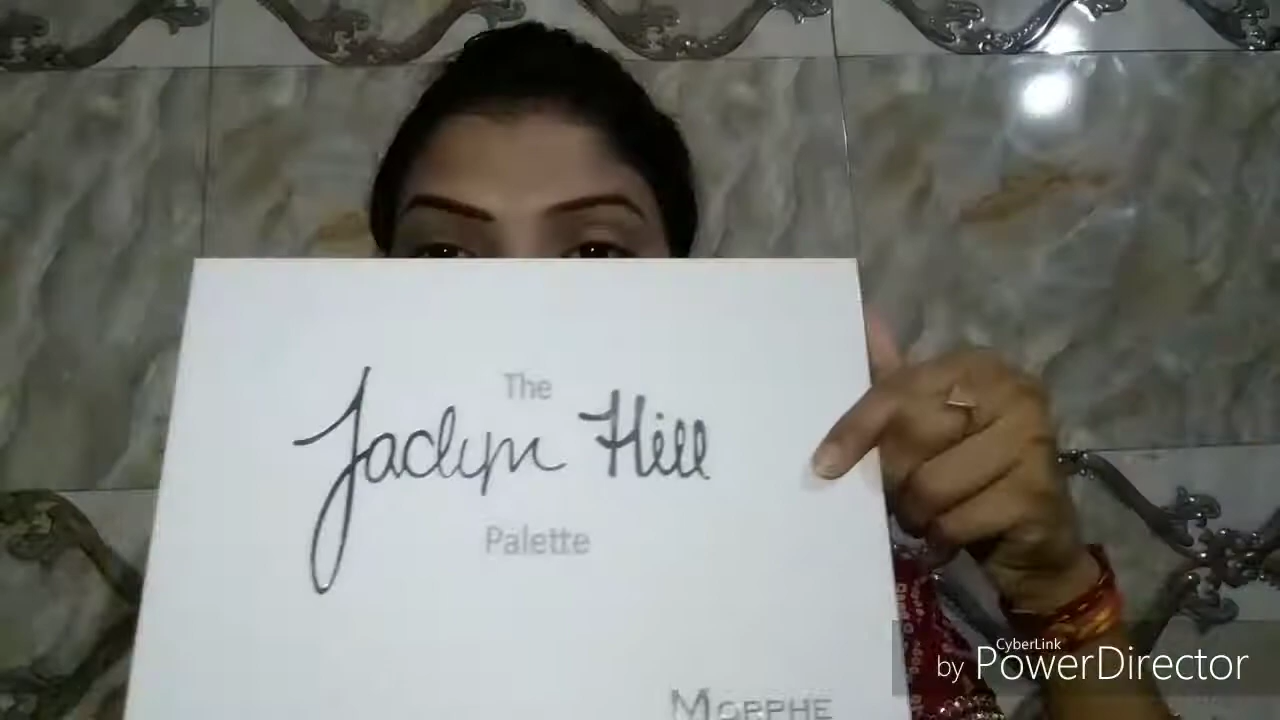 The
Jaclyn Hill
Palette
MORPHE
CyberLink
by PowerDirector